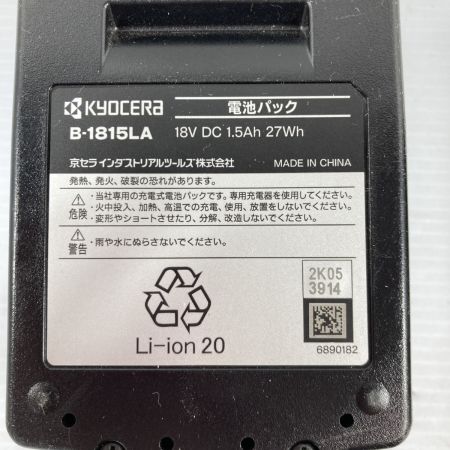 KYOCERA 電池パック
B-1815LA 18V DC 1.5Ah 27Wh
京セラインダストリアルツールズ株式会社 MADE IN CHINA
発熱、発火、破裂の恐れがあります。
危険
・当社専用の充電式電池パックです。専用充電器を使用してください。
・火中投入、加熱、高温での充電、使用、放置をしないでください。
・変形やショートさせたり、分解、改造しないでください。
警告 ・雨や水にぬらさないでください。
2K05
3914
6890182
Li-ion 20